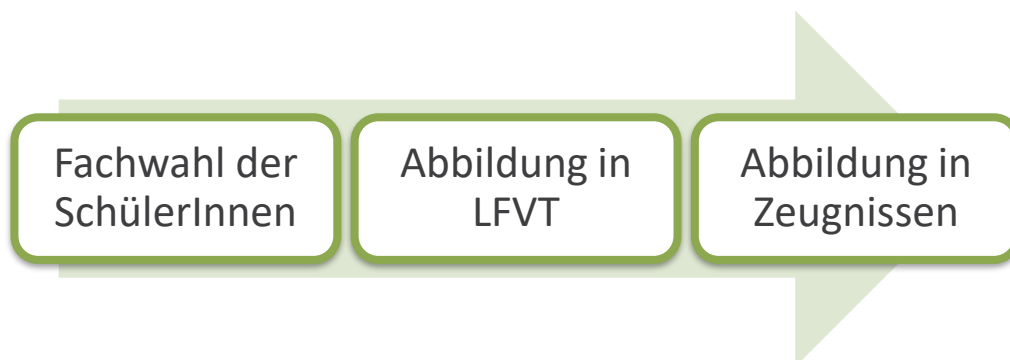 Fachwahl der
SchülerInnen
Abbildung in
LFVT
Abbildung in
Zeugnissen